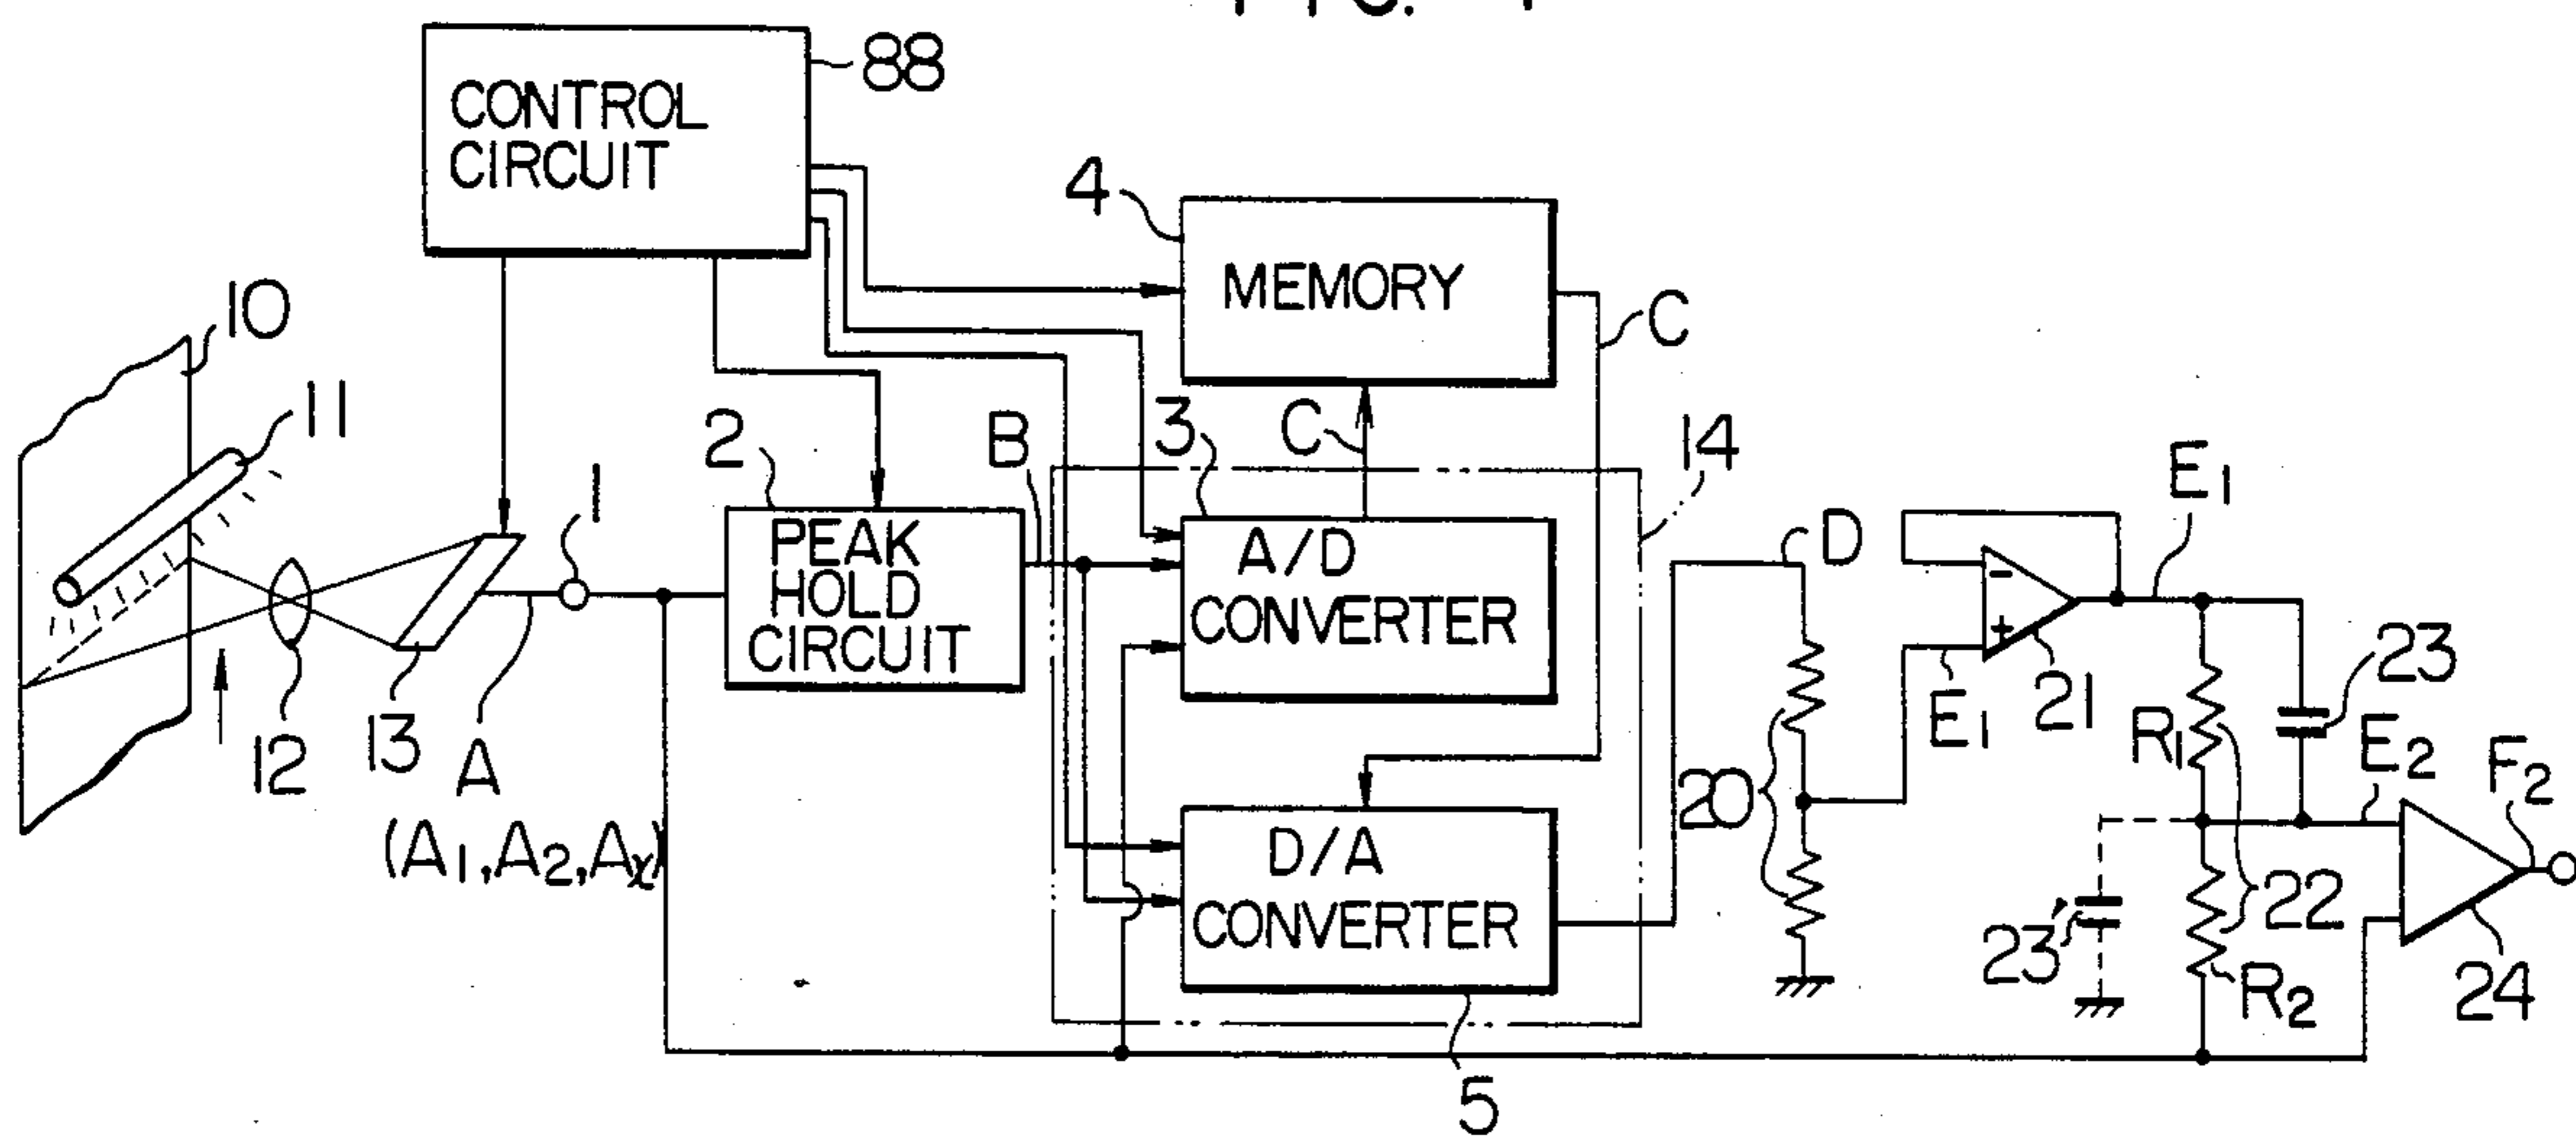 88
CONTROL
CIRCUIT
4
MEMORY
C
10
11
2
B
3
C
14
E1
1
PEAK
HOLD
CIRCUIT
A/D
CONVERTER
D
-
+
E1
21
R1
23
E2
F2
12
13
A
(A1,A2,Ax)
20
D/A
CONVERTER
23'
22
R2
24
5